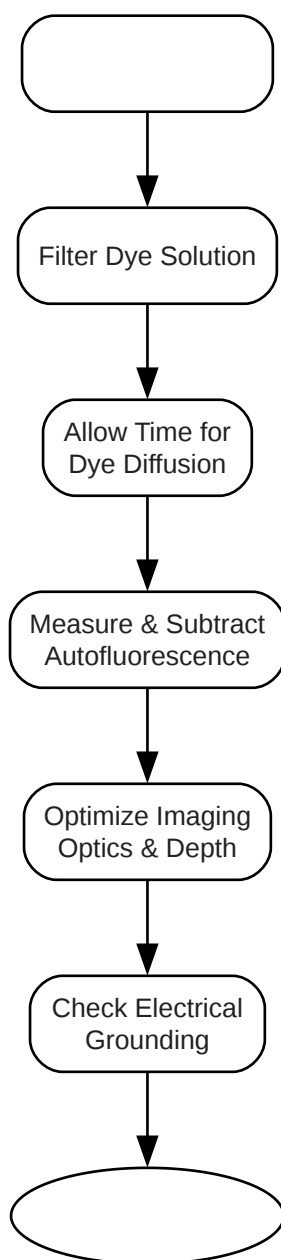 Filter Dye Solution
Allow Time for
Dye Diffusion
Measure & Subtract
Autofluorescence
Optimize Imaging
Optics & Depth
Check Electrical
Grounding